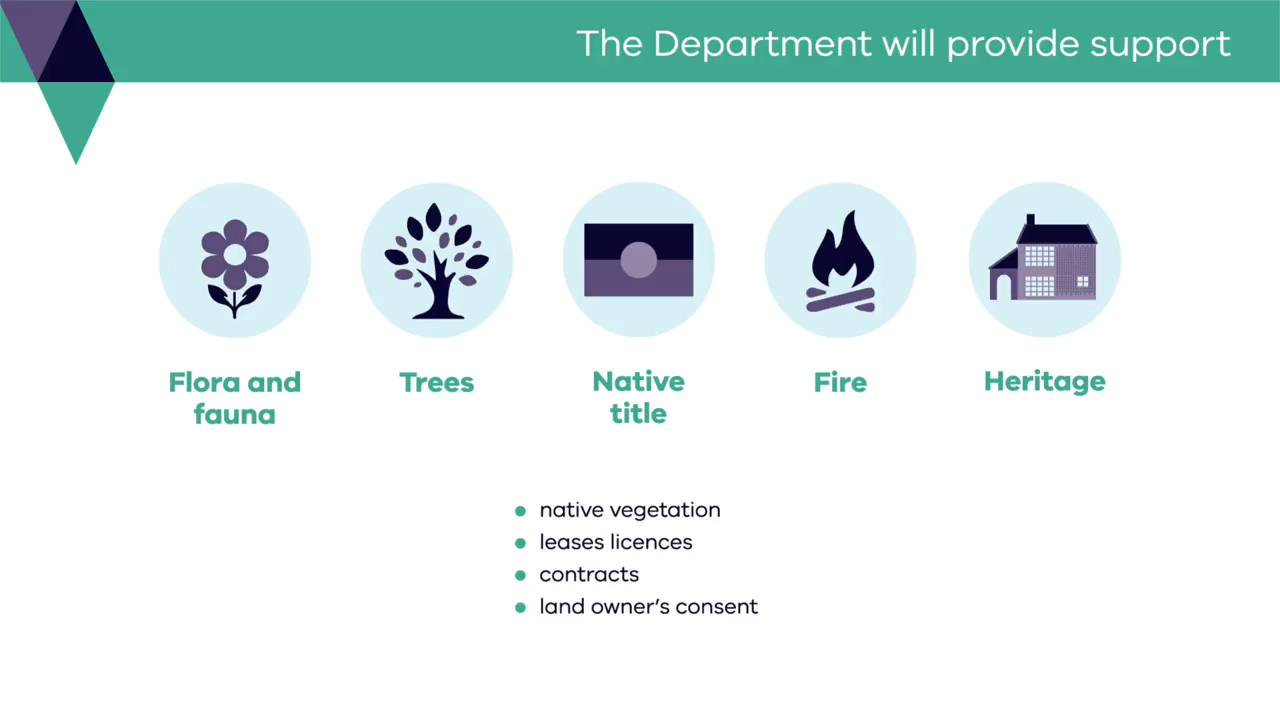 The Department will provide support
Flora and
fauna
Trees
Native
title
Fire
Heritage
native vegetation
leases licences
contracts
land owner's consent